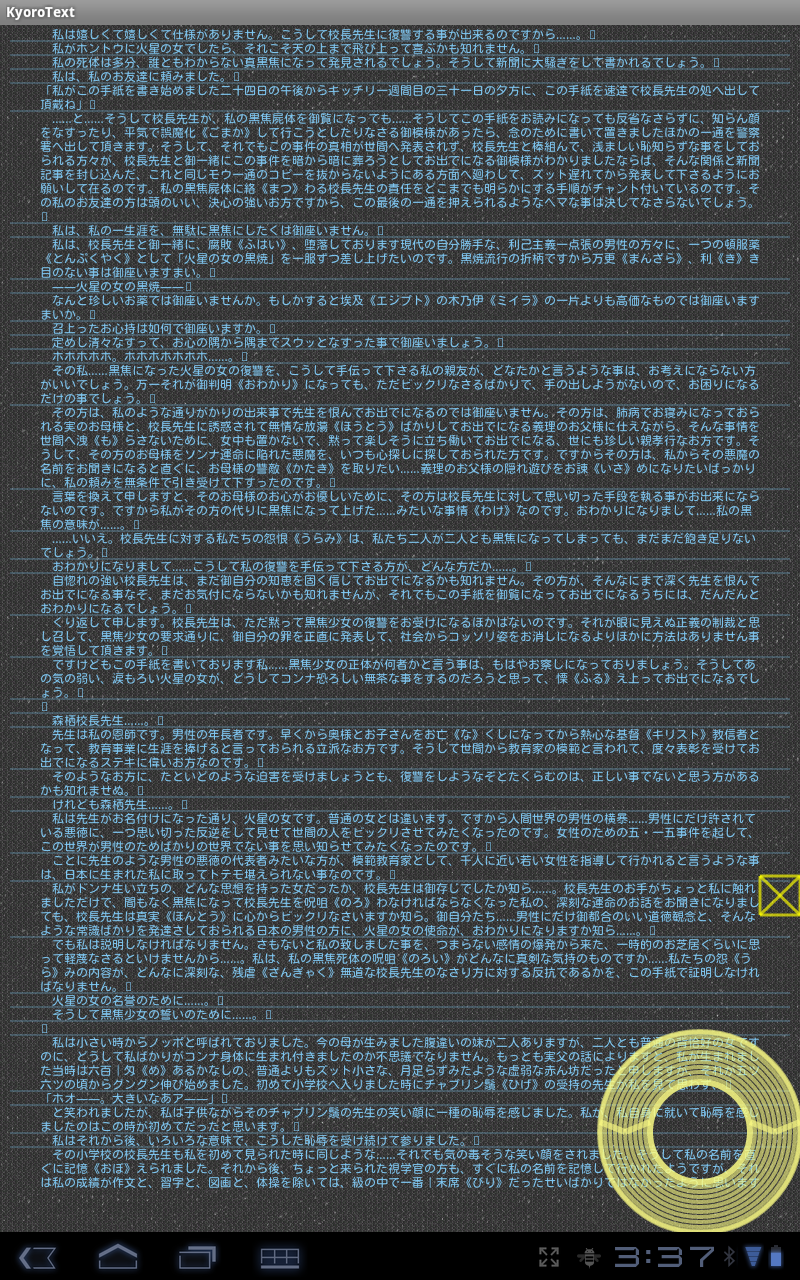 KyoroText
私は嬉しくて嬉しくて仕様がありません。こうして校長先生に復讐する事が出来るのですから……。
私がホントウに火星の女でしたら、それこそ天の上まで飛び上って喜ぶかも知れません。
私の死体は多分、誰ともわからない真黒焦になって発見されるでしょう。そうして新聞に大騒ぎをして書かれるでしょう。
私は、私のお友達に頼みました。
「私がこの手紙を書き始めました二十四日の午後からキッチリ一週間目の三十一日の夕方に、この手紙を速達で校長先生の処へ出して
頂戴ね」
……と……そうして校長先生が、私の黒焦屍体を御覧になっても……そうしてこの手紙をお読みになっても反省なさらずに、知らん顔
をなすったり、平気で誤魔化《ごまか》して行こうとしたりなさる御模様があったら、念のために書いて置きましたほかの一通を警察
署へ出して頂きます。そうして、それでもこの事件の真相が世間へ発表されず、校長先生と棒組んで、浅ましい恥知らずな事をしてお
られる方々が、校長先生と御一緒にこの事件を暗から暗に葬ろうとしてお出でになる御模様がわかりましたならば、そんな関係と新聞
記事を封じ込んだ、これと同じモウ一通のコピーを抜からないようにある方面へ廻わして、ズット遅れてから発表して下さるようにお
願いして在るのです。私の黒焦屍体に絡《まつ》わる校長先生の責任をどこまでも明らかにする手順がチャント付いているのです。そ
の私のお友達の方は頭のいい、決心の強いお方ですから、この最後の一通を押えられるようなヘマな事は決してなさらないでしょう。
私は、私の一生涯を、無駄に黒焦にしたくは御座いません。
私は、校長先生と御一緒に、腐敗《ふはい》、堕落しております現代の自分勝手な、利己主義一点張の男性の方々に、一つの頓服薬
《とんぷくやく》として「火星の女の黒焼」を一服ずつ差し上げたいのです。黒焼流行の折柄ですから万更《まんざら》、利《き》き
目のない事は御座いますまい。
――火星の女の黒焼――
なんと珍しいお薬では御座いませんか。もしかすると埃及《エジプト》の木乃伊《ミイラ》の一片よりも高価なものでは御座います
まいか。
召上ったお心持は如何で御座いますか。
定めし清々なすって、お心の隅から隅までスウッとなすった事で御座いましょう。
ホホホホホ。ホホホホホホホ……。
その私……黒焦になった火星の女の復讐を、こうして手伝って下さる私の親友が、どなたかと言うような事は、お考えにならない方
がいいでしょう。万一それが御判明《おわかり》になっても、ただビックリなさるばかりで、手の出しようがないので、お困りになる
だけの事でしょう。
その方は、私のような通りがかりの出来事で先生を恨んでお出でになるのでは御座いません。その方は、肺病でお寝みになっておら
れる実のお母様と、校長先生に誘惑されて無情な放蕩《ほうとう》ばかりしてお出でになる義理のお父様に仕えながら、そんな事情を
世間へ洩《も》らさないために、女中も置かないで、黙って楽しそうに立ち働いてお出でになる、世にも珍しい親孝行なお方です。そ
うして、その方のお母様をソンナ運命に陥れた悪魔を、いつも心探しに探しておられた方です。ですからその方は、私からその悪魔の
名前をお聞きになると直ぐに、お母様の讐敵《かたき》を取りたい……義理のお父様の隠れ遊びをお諫《いさ》めになりたいばっかり
に、私の頼みを無条件で引き受けて下すったのです。
言葉を換えて申しますと、そのお母様のお心がお優しいために、その方は校長先生に対して思い切った手段を執る事がお出来になら
ないのです。ですから私がその方の代りに黒焦になって上げた……みたいな事情《わけ》なのです。おわかりになりまして……私の黒
焦の意味が……。
……いいえ。校長先生に対する私たちの怨恨《うらみ》は、私たち二人が二人とも黒焦になってしまっても、まだまだ飽き足りない
でしょう。
おわかりになりまして……こうして私の復讐を手伝って下さる方が、どんな方だか……。
自惚れの強い校長先生は、まだ御自分の知恵を固く信じてお出でになるかも知れません。その方が、そんなにまで深く先生を恨んで
お出でになる事なぞ、まだお気付にならないかも知れませんが、それでもこの手紙を御覧になってお出でになるうちには、だんだんと
おわかりになるでしょう。
くり返して申します。校長先生は、ただ黙って黒焦少女の復讐をお受けになるほかはないのです。それが眼に見えぬ正義の制裁と思
し召して、黒焦少女の要求通りに、御自分の罪を正直に発表して、社会からコッソリ姿をお消しになるよりほかに方法はありません事
を覚悟して頂きます。
ですけどもこの手紙を書いております私……黒焦少女の正体が何者かと言う事は、もはやお察しになっておりましょう。そうしてあ
の気の弱い、涙もろい火星の女が、どうしてコンナ恐ろしい無茶な事をするのだろうと思って、慄《ふる》え上ってお出でになるでし
ょう。
森栖校長先生……。
先生は私の恩師です。男性の年長者です。早くから奥様とお子さんをお亡《な》くしになってから熱心な基督《キリスト》教信者と
なって、教育事業に生涯を捧げると言っておられる立派なお方です。そうして世間から教育家の模範と言われて、度々表彰を受けてお
出でになるステキに偉いお方なのです。
そのようなお方に、たといどのような迫害を受けましょうとも、復讐をしようなぞとたくらむのは、正しい事でないと思う方がある
かも知れませぬ。
けれども森栖先生……。
私は先生がお名付けになった通り、火星の女です。普通の女とは違います。ですから人間世界の男性の横暴……男性にだけ許されて
いる悪徳に、一つ思い切った反逆をして見せて世間の人をビックリさせてみたくなったのです。女性のための五・一五事件を起して、
この世界が男性のためばかりの世界でない事を思い知らせてみたくなったのです。
ことに先生のような男性の悪徳の代表者みたいな方が、模範教育家として、千人に近い若い女性を指導して行かれると言うような事
は、日本に生まれた私に取ってトテモ堪えられない事なのです。
私がドンナ生い立ちの、どんな思想を持った女だったか、校長先生は御存じでしたか知ら……。校長先生のお手がちょっと私に触れ
ましただけで、間もなく黒焦になって校長先生を呪咀《のろ》わなければならなくなった私の、深刻な運命のお話をお聞きになりまし
ても、校長先生は真実《ほんとう》に心からビックリなさいますか知ら。御自分たち……男性にだけ御都合のいい道徳観念と、そんな
ような常識ばかりを発達さしておられる日本の男性の方に、火星の女の使命が、おわかりになりますか知ら……。
でも私は説明しなければなりません。さもないと私の致しました事を、つまらない感情の爆発から来た、一時的のお芝居ぐらいに思
って軽蔑なさるといけませんから……。私は、私の黒焦死体の呪咀《のろい》がどんなに真剣な気持のものですか……私たちの怨《う
ら》みの内容が、どんなに深刻な、残虐《ざんぎゃく》無道な校長先生のなさり方に対する反抗であるかを、この手紙で証明しなけれ
ばなりません。
火星の女の名誉のために……。
そうして黒焦少女の誓いのために……。
私は小さい時からノッポと呼ばれておりました。今の母が生みました腹違いの妹が二人ありますが、二人とも普通の背恰好の女です
のに、どうして私ばかりがコンナ身体に生まれ付きましたのか不思議でなりません。もっとも実父の話によりますと、私が生まれまし
た当時は六百｜匁《め》あるかなしの、普通よりもズット小さな、月足らずみたような虚弱な赤ん坊だったと申しますが、それが五ツ
六ツの頃からグングン伸び始めました。初めて小学校へ入りました時にチャプリン鬚《ひげ》の受持の先生が私を見て
「ホオ――。大きいなあア――」
と笑われましたが、私は子供ながらそのチャプリン鬚の先生の笑い顔に一種の恥辱を感じました。私が、私自身に就いて恥辱を感じ
ましたのはこの時が初めてだったと思います。
私はそれから後、いろいろな意味で、こうした恥辱を受け続けて参りました。
その小学校の校長先生も私を初めて見られた時に同じような……それでも気の毒そうな笑い顔をされました。そうして私の名前を直
ぐに記憶《おぼ》えられました。それから後、ちょっと来られた視学官の方も、すぐに私の名前を記憶して行かれたようですが、それ
は私の成績が作文と、習字と、図画と、体操を除いては、級の中で一番｜末席《びり》だったせいばかりではなかったように思います
3:37